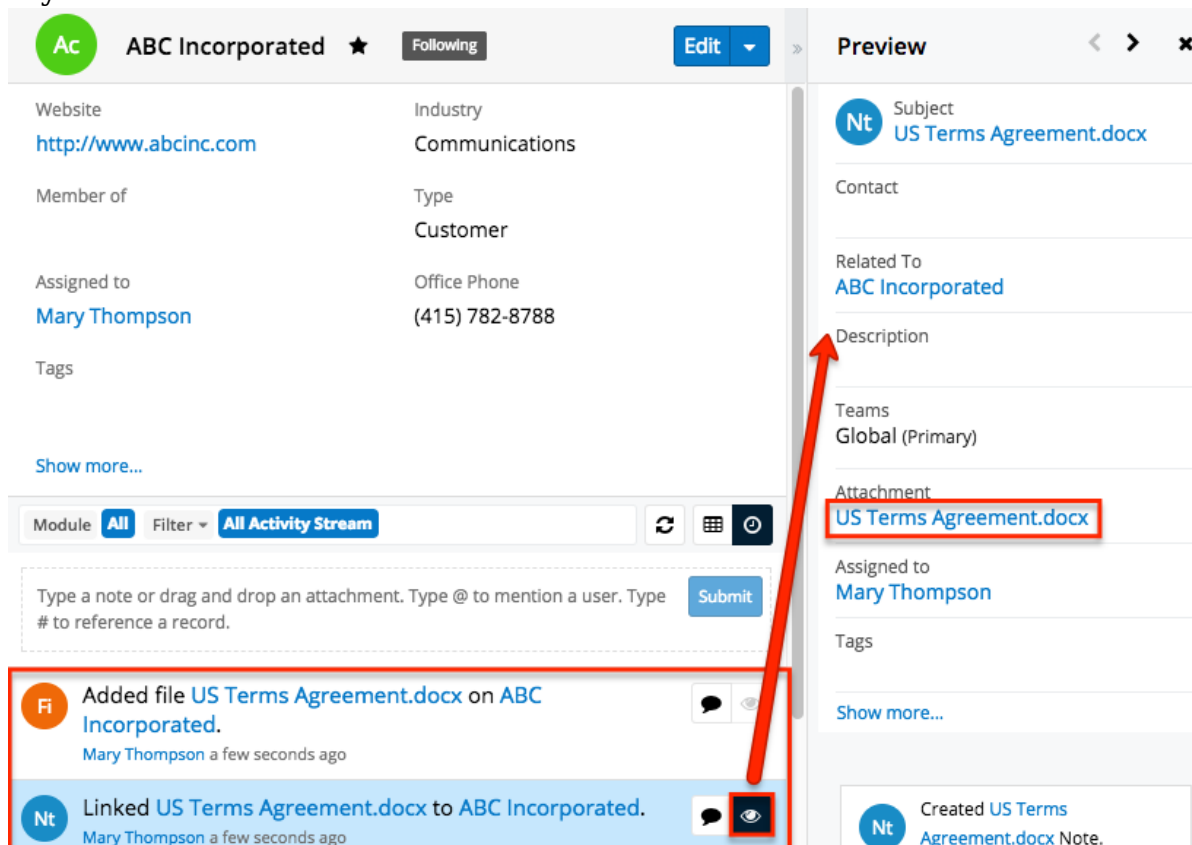 Ac
ABC Incorporated ★
Following
Edit
»
Website
http://www.abcinc.com
Industry
Communications
Member of
Type
Customer
Assigned to
Mary Thompson
Office Phone
(415) 782-8788
Tags
Show more...
Module All Filter All Activity Stream
Type a note or drag and drop an attachment. Type @ to mention a user. Type
# to reference a record.
Submit
Fi
Added file US Terms Agreement.docx on ABC
Incorporated.
Mary Thompson a few seconds ago
Nt
Linked US Terms Agreement.docx to ABC Incorporated.
Mary Thompson a few seconds ago
Preview
Nt
Subject
US Terms Agreement.docx
Contact
Related To
ABC Incorporated
Description
Teams
Global (Primary)
Attachment
US Terms Agreement.docx
Assigned to
Mary Thompson
Tags
Show more...
Nt
Created US Terms
Agreement.docx Note.